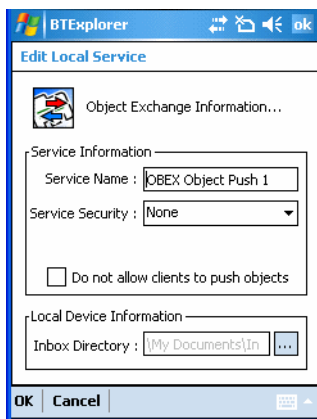 BTExplorer ok
Edit Local Service
Object Exchange Information...
Service Information
Service Name : OBEX Object Push 1
Service Security : None
Do not allow clients to push objects
Local Device Information
Inbox Directory : \My Documents\In ...
OK Cancel